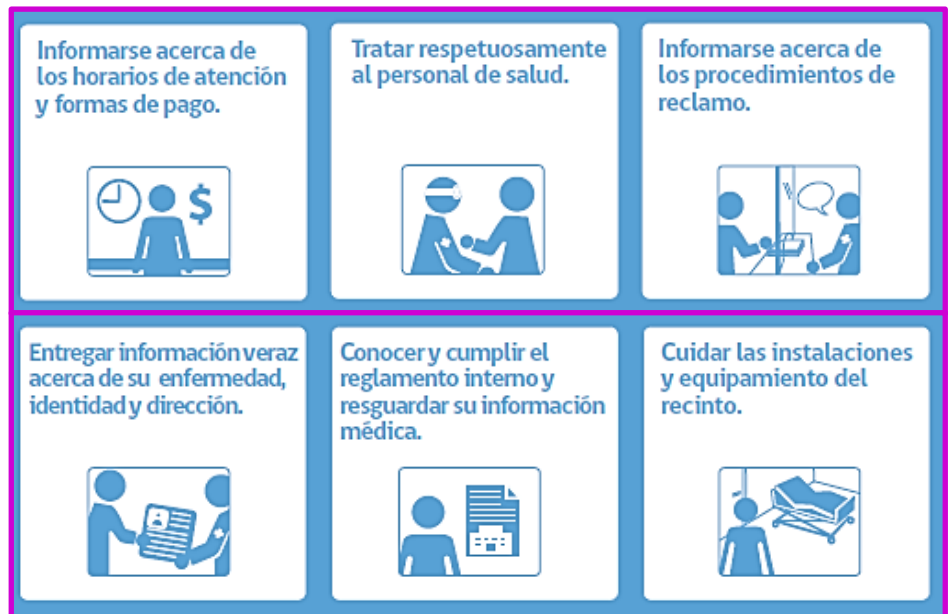 Informarse acerca de
los horarios de atención
y formas de pago.
$
Tratar respetuosamente
al personal de salud.
Informarse acerca de
los procedimientos de
reclamo.
Entregar información veraz
acerca de su enfermedad,
identidad y dirección.
Conocer y cumplir el
reglamento interno y
resguardar su información
médica.
Cuidar las instalaciones
y equipamiento del
recinto.